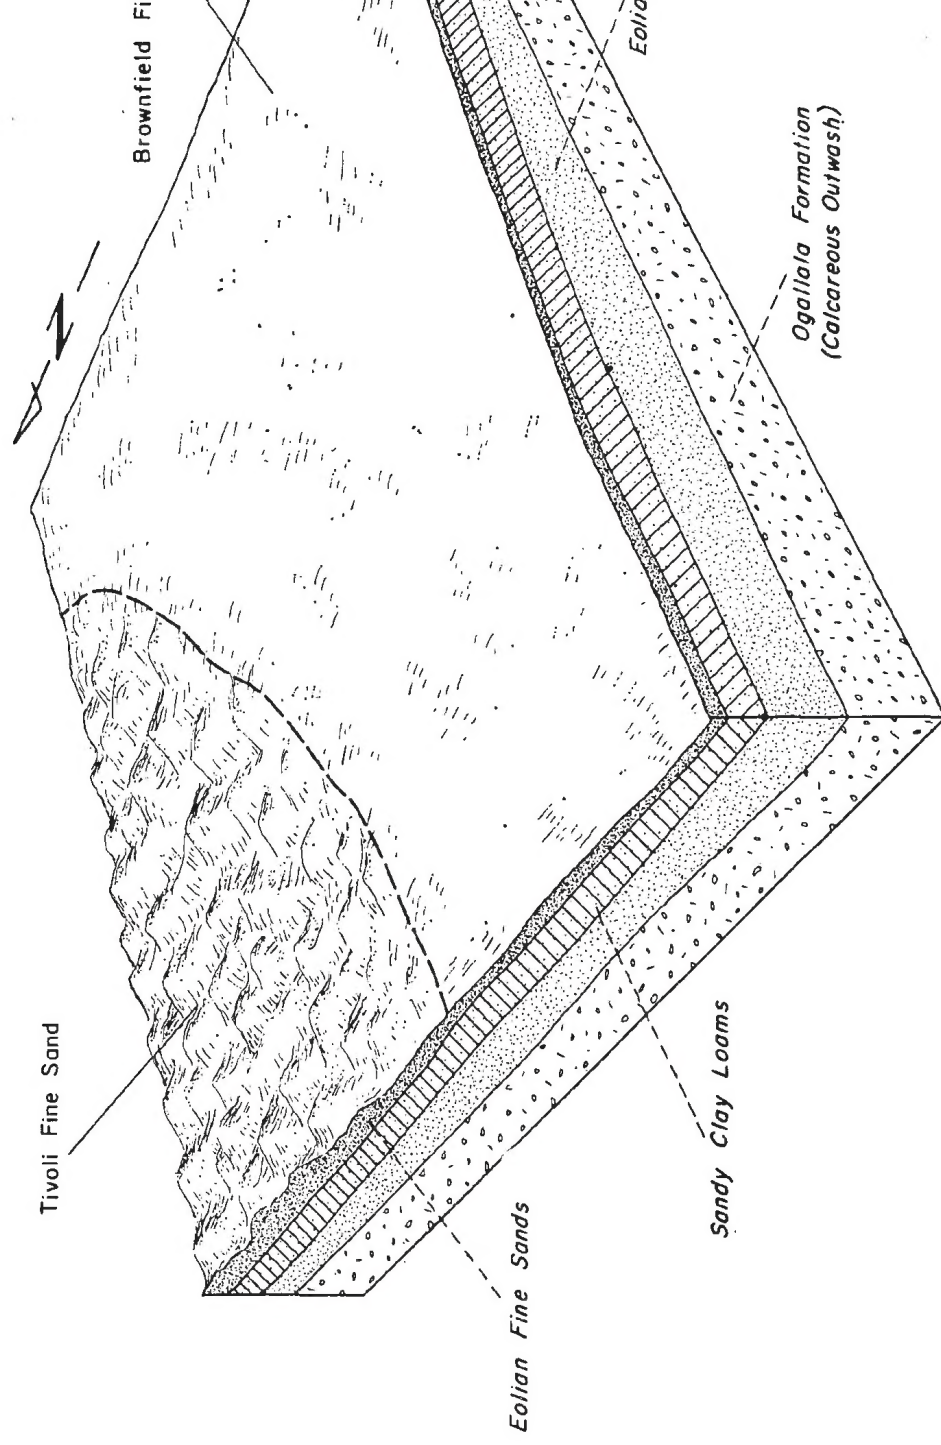 Tivoli Fine Sand
Brownfield Fi
Eolia
Ogallala Formation
(Calcareous Outwash)
Sandy Clay Loams
Eolian Fine Sands
N